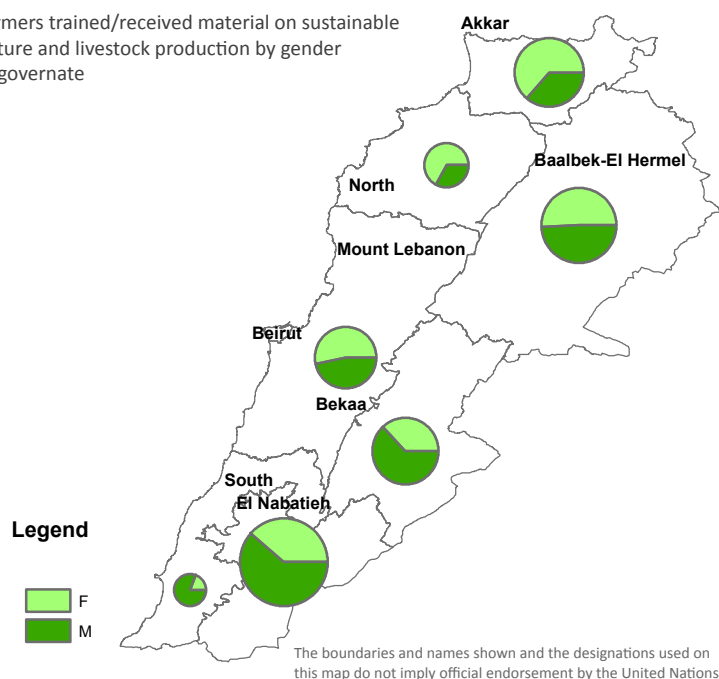 rmers trained/received material on sustainable
ture and livestock production by gender
governate
Akkar
Baalbek-El Hermel
North
Mount Lebanon
Beirut
Bekaa
South
El Nabatieh
Legend
F
M
The boundaries and names shown and the designations used on
this map do not imply official endorsement by the United Nations